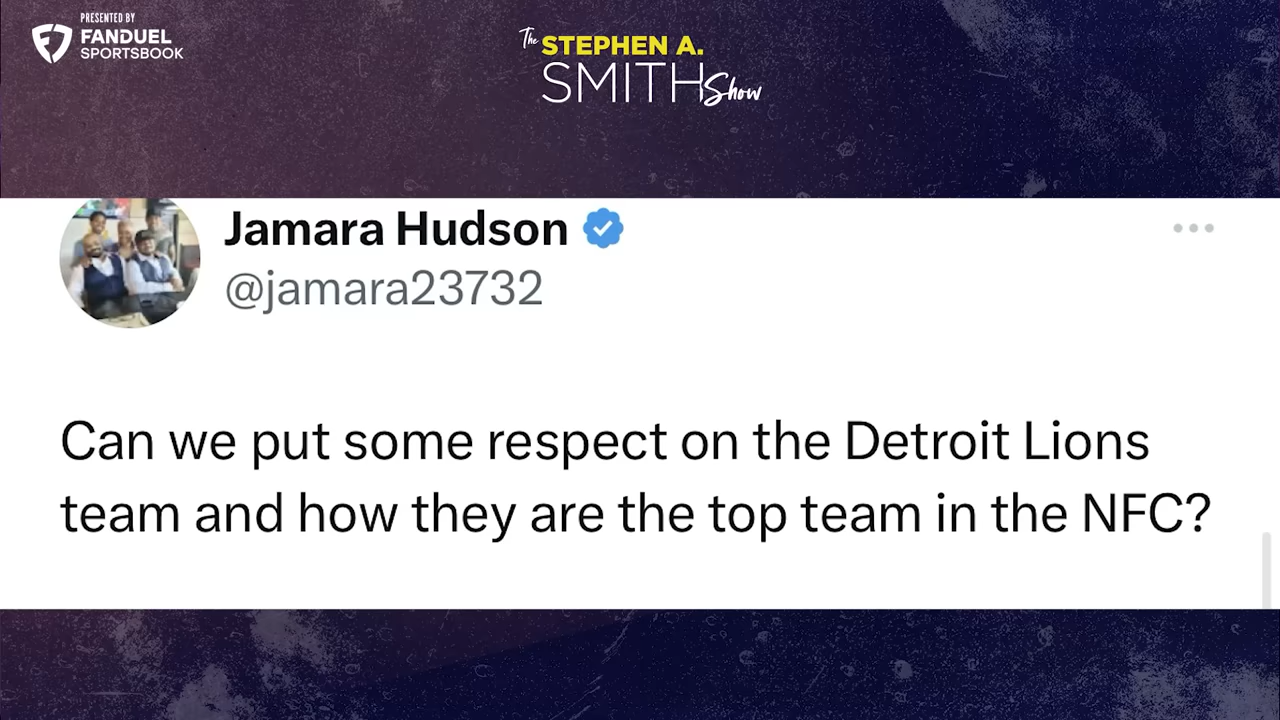 PRESENTED BY
FANDUEL
SPORTSBOOK
The STEPHEN A.
SMITH Show
Jamara Hudson
@jamara23732
Can we put some respect on the Detroit Lions
team and how they are the top team in the NFC?